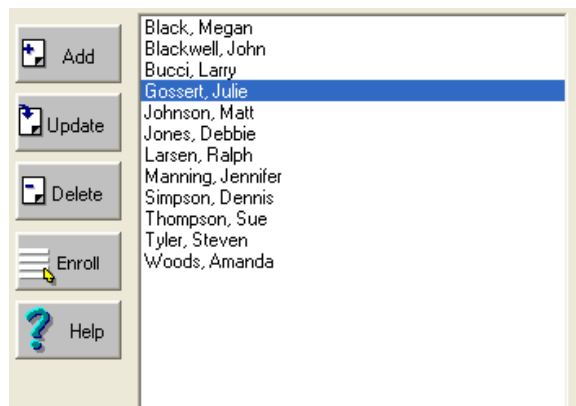 Add
Update
Delete
Enroll
Help
Black, Megan
Blackwell, John
Bucci, Larry
Gossert, Julie
Johnson, Matt
Jones, Debbie
Larsen, Ralph
Manning, Jennifer
Simpson, Dennis
Thompson, Sue
Tyler, Steven
Woods, Amanda